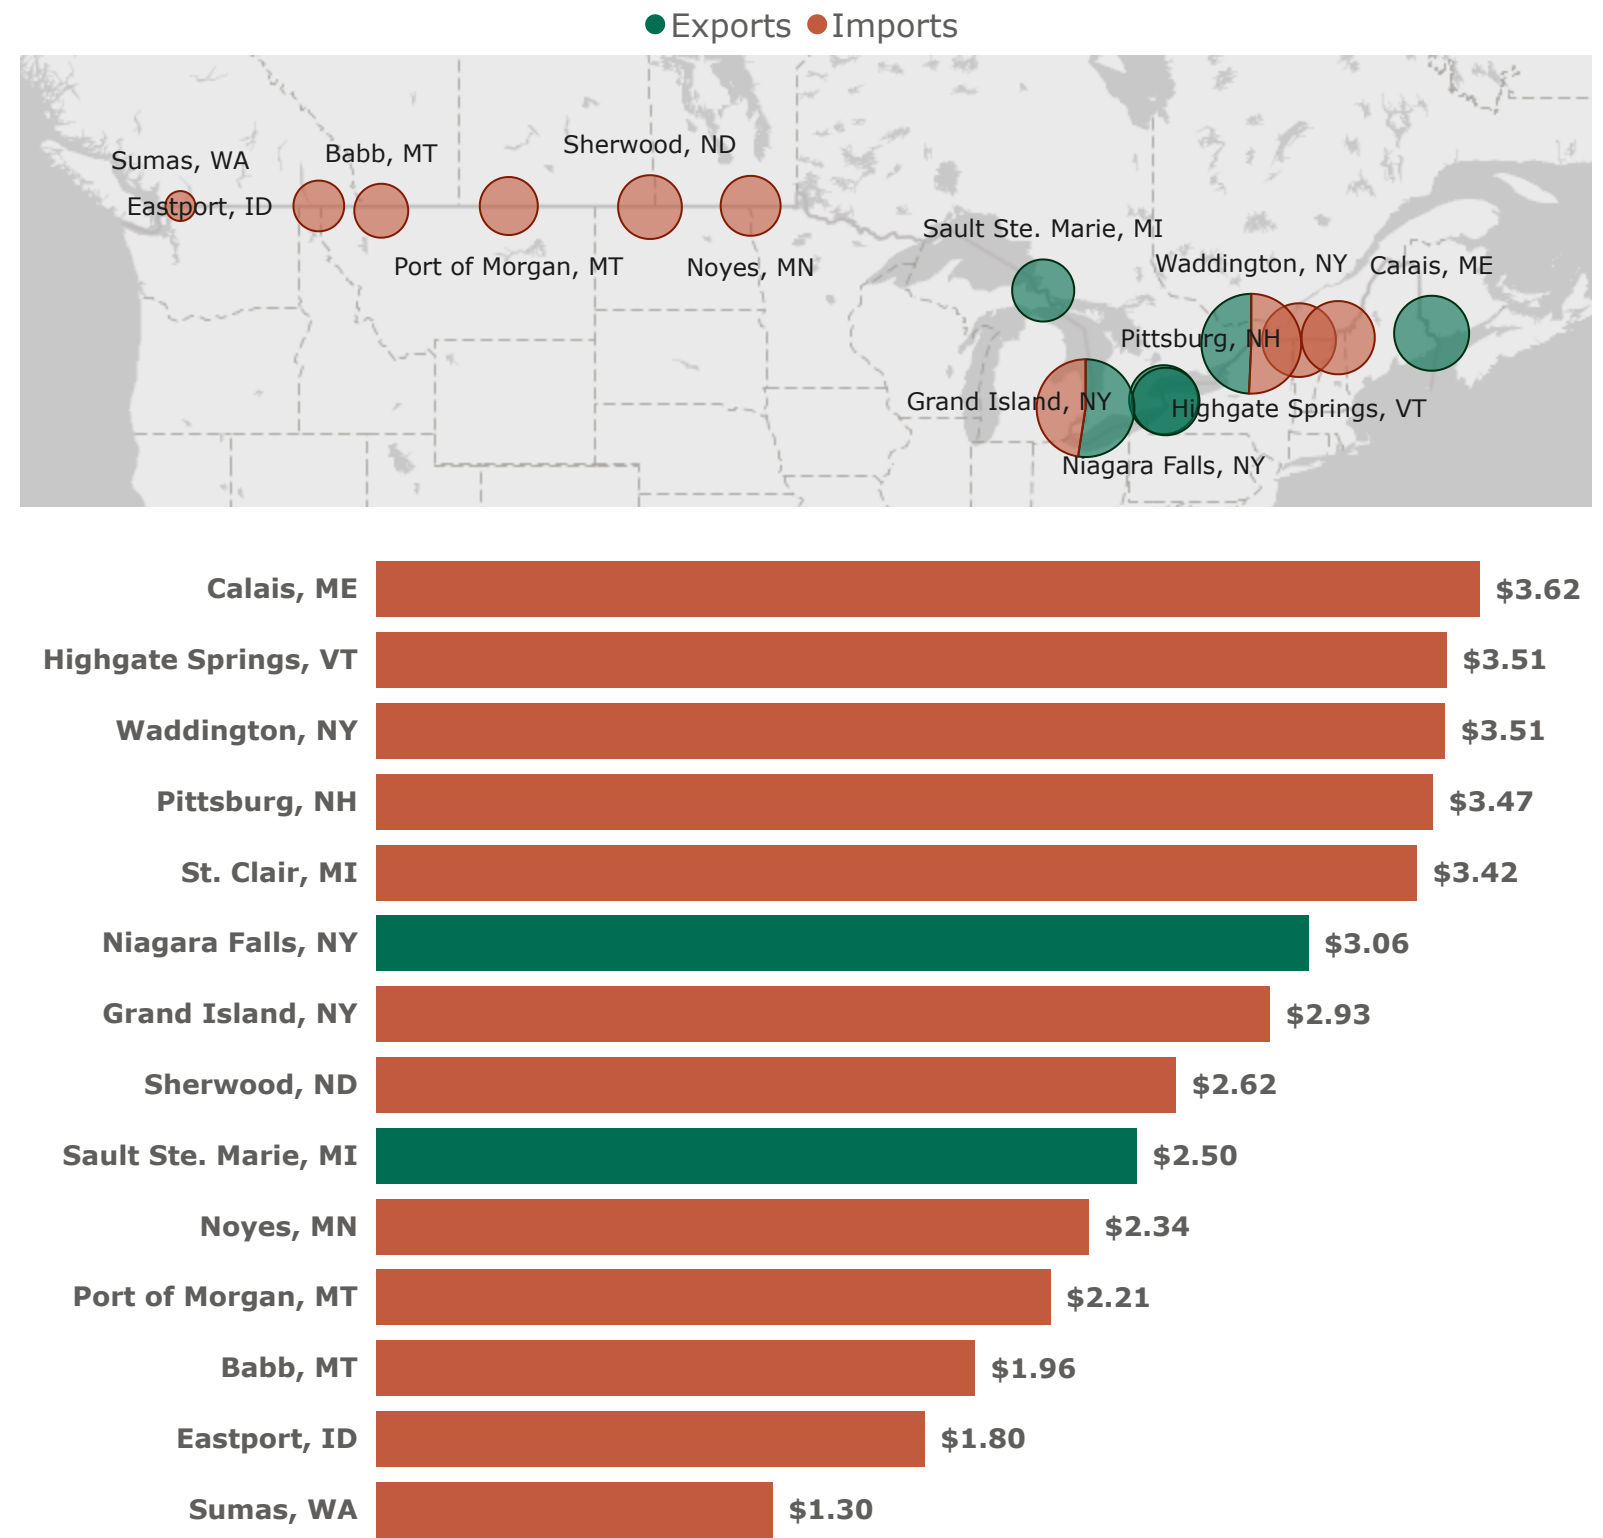 Exports Imports
Sherwood, ND
Babb, MT
Sumas, WA
Eastport, ID
Sault Ste. Marie, MI
Waddington, NY
Calais, ME
Port of Morgan, MT
Noyes, MN
Pittsburg, NH
Grand Island, NY
Highgate Springs, VT
Niagara Falls, NY
Calais, ME $3.62
Highgate Springs, VT $3.51
Waddington, NY $3.51
Pittsburg, NH $3.47
St. Clair, MI $3.42
Niagara Falls, NY $3.06
Grand Island, NY $2.93
Sherwood, ND $2.62
Sault Ste. Marie, MI $2.50
Noyes, MN $2.34
Port of Morgan, MT $2.21
Babb, MT $1.96
Eastport, ID $1.80
Sumas, WA $1.30